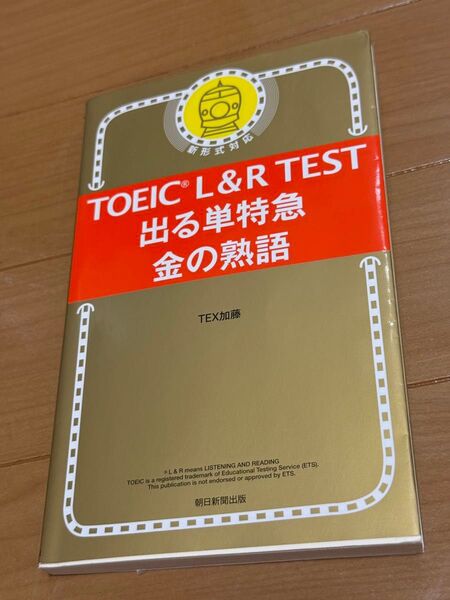 新形式対応
TOEIC® L & R TEST
出る単特急
金の熟語
TEX加藤
® L & R means LISTENING AND READING
TOEIC is a registered trademark of Educational Testing Service (ETS).
This publication is not endorsed or approved by ETS.
朝日新聞出版